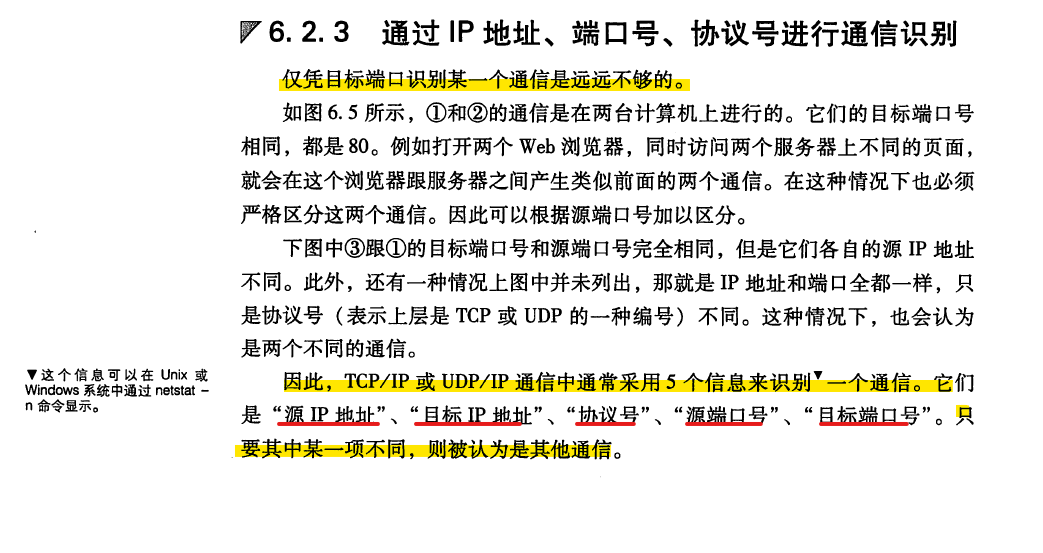 6.2.3 通过 IP 地址、端口号、协议号进行通信识别
仅凭目标端口识别某一个通信是远远不够的。
如图 6.5 所示，①和②的通信是在两台计算机上进行的。它们的目标端口号
相同，都是 80。例如打开两个 Web 浏览器，同时访问两个服务器上不同的页面，
就会在这个浏览器跟服务器之间产生类似前面的两个通信。在这种情况下也必须
严格区分这两个通信。因此可以根据源端口号加以区分。
下图中③跟①的目标端口号和源端口号完全相同，但是它们各自的源 IP 地址
不同。此外，还有一种情况上图中并未列出，那就是 IP 地址和端口全都一样，只
是协议号（表示上层是 TCP 或 UDP 的一种编号）不同。这种情况下，也会认为
是两个不同的通信。
因此，TCP/IP 或 UDP/IP 通信中通常采用 5 个信息来识别▼一个通信。它们
是“源 IP 地址”、“目标 IP 地址”、“协议号”、“源端口号”、“目标端口号”。只
要其中某一项不同，则被认为是其他通信。
▼这个信息可以在 Unix 或
Windows 系统中通过 netstat –
n 命令显示。